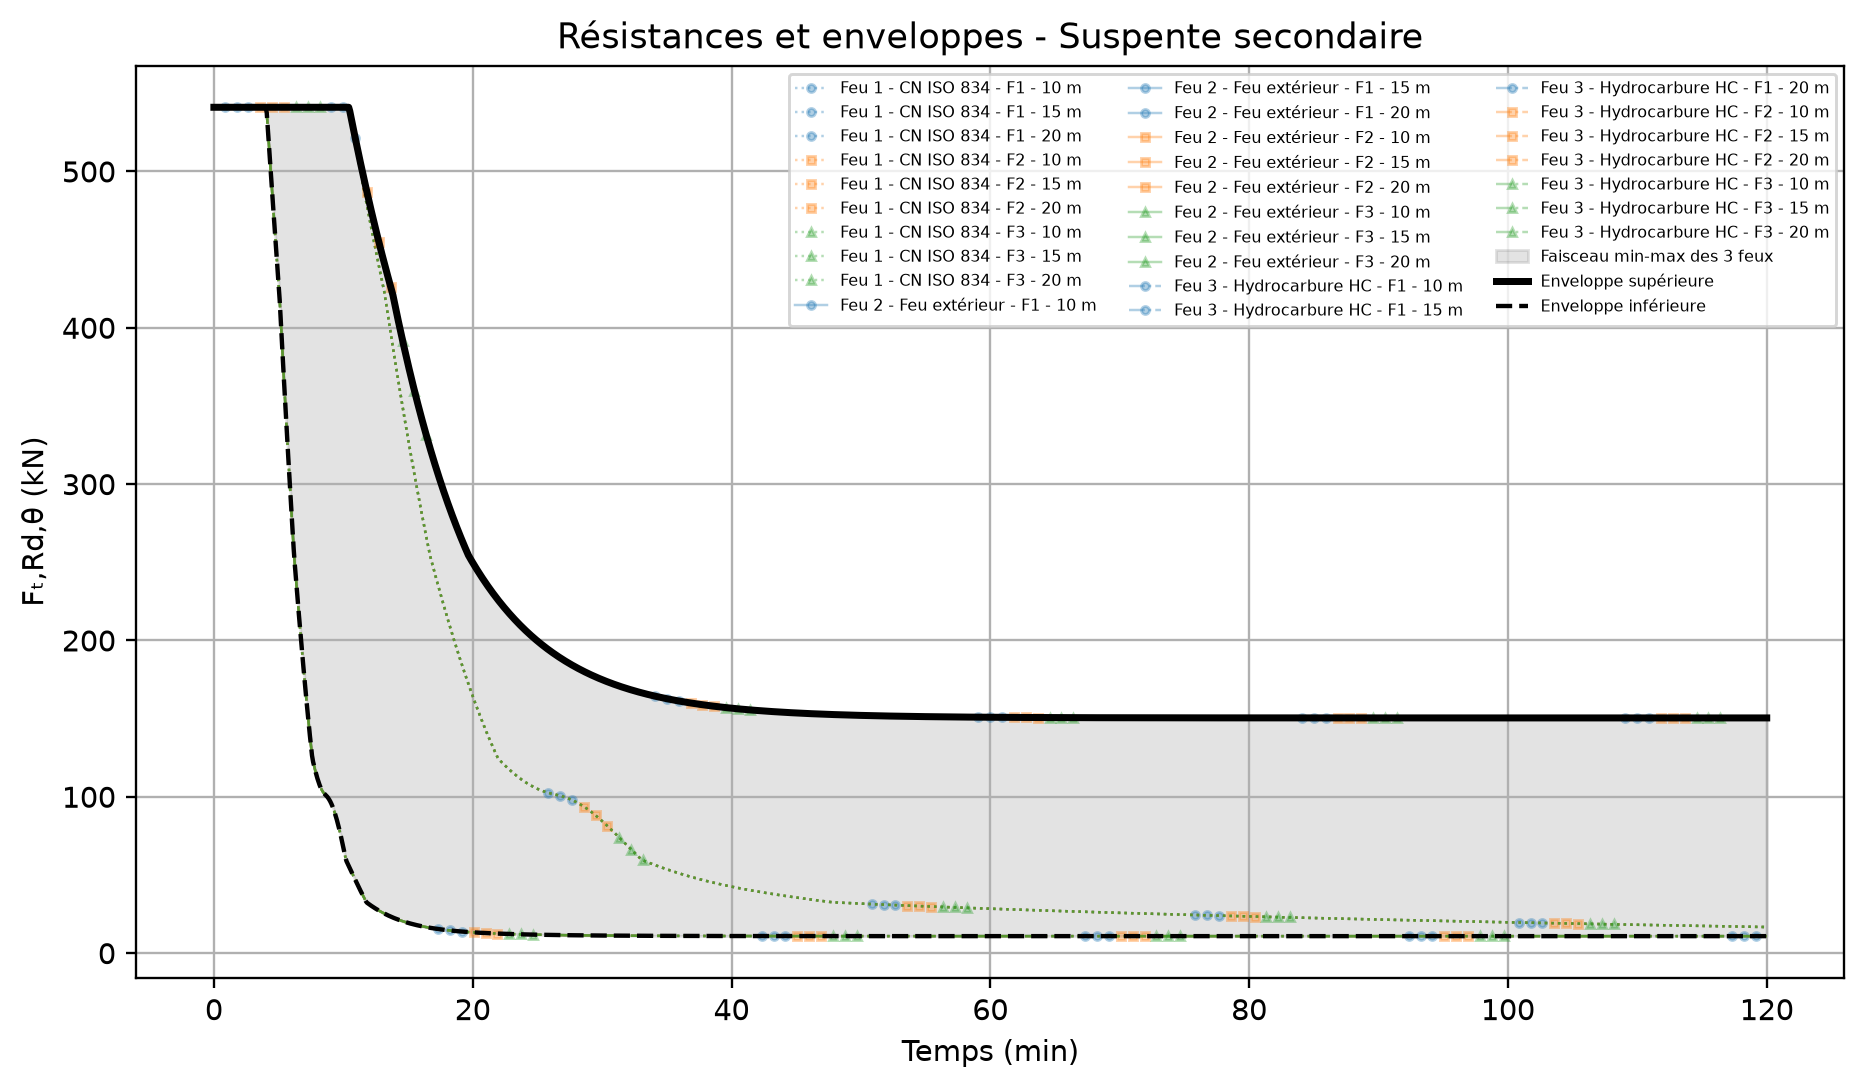 Résistances et enveloppes - Suspente secondaire
Feu 1 - CN ISO 834 - F1 - 10 m
Feu 1 - CN ISO 834 - F1 - 15 m
Feu 1 - CN ISO 834 - F1 - 20 m
Feu 1 - CN ISO 834 - F2 - 10 m
Feu 1 - CN ISO 834 - F2 - 15 m
Feu 1 - CN ISO 834 - F2 - 20 m
Feu 1 - CN ISO 834 - F3 - 10 m
Feu 1 - CN ISO 834 - F3 - 15 m
Feu 1 - CN ISO 834 - F3 - 20 m
Feu 2 - Feu extérieur - F1 - 10 m
Feu 2 - Feu extérieur - F1 - 15 m
Feu 2 - Feu extérieur - F1 - 20 m
Feu 2 - Feu extérieur - F2 - 10 m
Feu 2 - Feu extérieur - F2 - 15 m
Feu 2 - Feu extérieur - F2 - 20 m
Feu 2 - Feu extérieur - F3 - 10 m
Feu 2 - Feu extérieur - F3 - 15 m
Feu 2 - Feu extérieur - F3 - 20 m
Feu 3 - Hydrocarbure HC - F1 - 10 m
Feu 3 - Hydrocarbure HC - F1 - 15 m
Feu 3 - Hydrocarbure HC - F1 - 20 m
Feu 3 - Hydrocarbure HC - F2 - 10 m
Feu 3 - Hydrocarbure HC - F2 - 15 m
Feu 3 - Hydrocarbure HC - F2 - 20 m
Feu 3 - Hydrocarbure HC - F3 - 10 m
Feu 3 - Hydrocarbure HC - F3 - 15 m
Feu 3 - Hydrocarbure HC - F3 - 20 m
Faisceau min-max des 3 feux
Enveloppe supérieure
Enveloppe inférieure
Fₜ,Rd,θ (kN)
500
400
300
200
100
0
0 20 40 60 80 100 120
Temps (min)